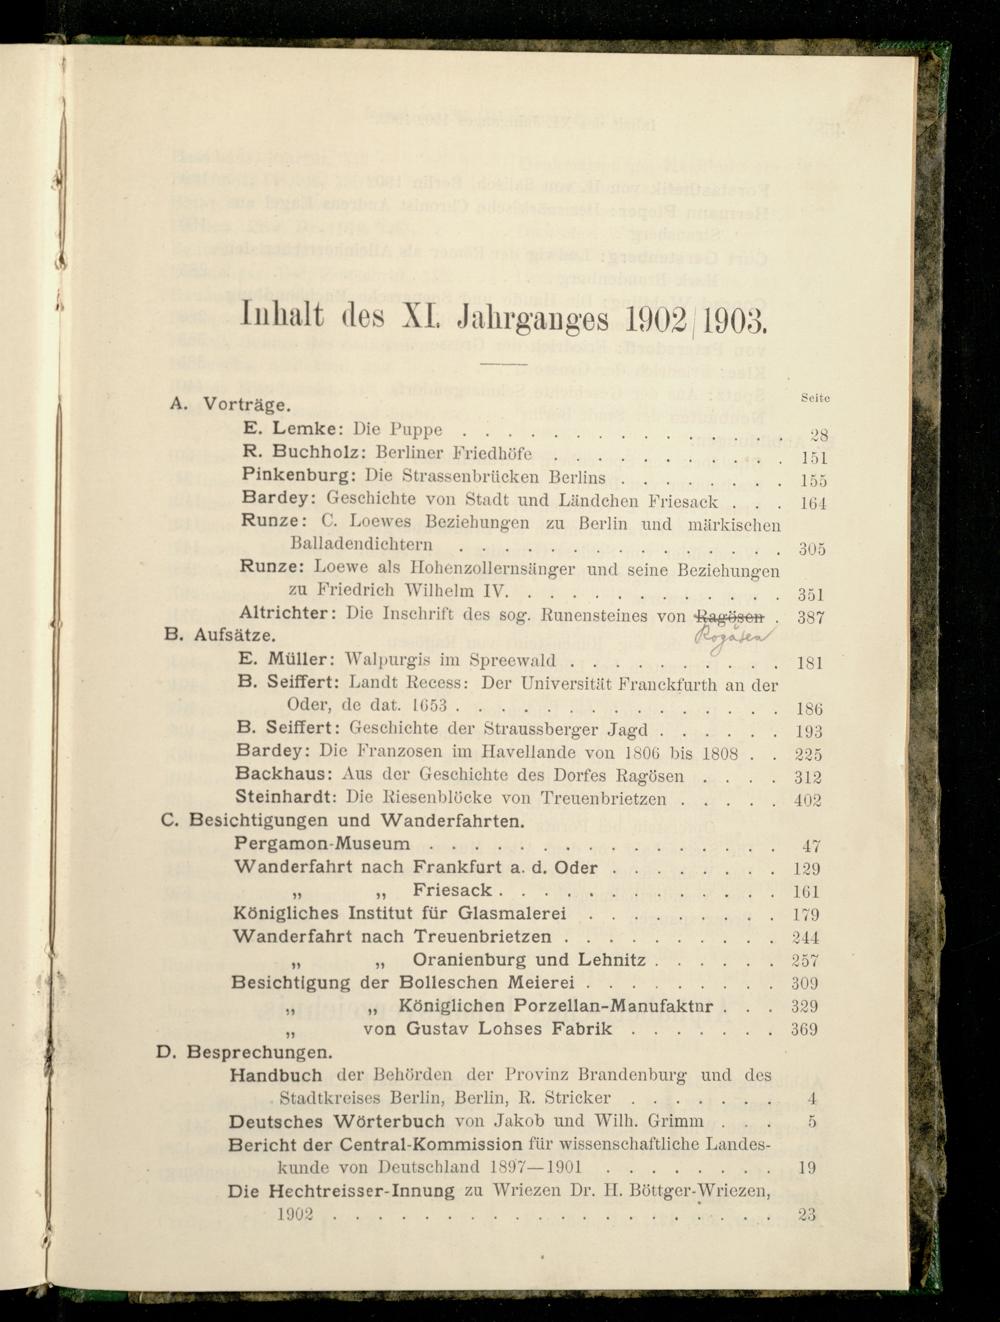 Inhalt des XI. Jahrganges 1902/1903.
Seite
A. Vorträge.
E. Lemke: Die Puppe . . . . . . . . . . . . . . . 28
R. Buchholz: Berliner Friedhöfe . . . . . . . . . . . 151
Pinkenburg: Die Strassenbrücken Berlins . . . . . . . . 155
Bardey: Geschichte von Stadt und Ländchen Friesack . . . 164
Runze: C. Loewes Beziehungen zu Berlin und märkischen
Balladendichtern . . . . . . . . . . . . . . . 305
Runze: Loewe als Hohenzollernsänger und seine Beziehungen
zu Friedrich Wilhelm IV. . . . . . . . . . . . . 351
Altrichter: Die Inschrift des sog. Runensteines von Ragösen . 387
Rogäsen
B. Aufsätze.
E. Müller: Walpurgis im Spreewald . . . . . . . . . . 181
B. Seiffert: Landt Recess: Der Universität Franckfurth an der
Oder, de dat. 1653 . . . . . . . . . . . . . . . 186
B. Seiffert: Geschichte der Straussberger Jagd . . . . . . 193
Bardey: Die Franzosen im Havellande von 1806 bis 1808 . . 225
Backhaus: Aus der Geschichte des Dorfes Ragösen . . . . 312
Steinhardt: Die Riesenblöcke von Treuenbrietzen . . . . . 402
C. Besichtigungen und Wanderfahrten.
Pergamon-Museum . . . . . . . . . . . . . . . . 47
Wanderfahrt nach Frankfurt a. d. Oder . . . . . . . . 129
„ „ Friesack . . . . . . . . . . . . . 161
Königliches Institut für Glasmalerei . . . . . . . . . 179
Wanderfahrt nach Treuenbrietzen . . . . . . . . . . 244
„ „ Oranienburg und Lehnitz . . . . . . 257
Besichtigung der Bolleschen Meierei . . . . . . . . . 309
„ „ Königlichen Porzellan-Manufaktur . . . 329
„ von Gustav Lohses Fabrik . . . . . . . 369
D. Besprechungen.
Handbuch der Behörden der Provinz Brandenburg und des
Stadtkreises Berlin, Berlin, R. Stricker . . . . . . . 4
Deutsches Wörterbuch von Jakob und Wilh. Grimm . . . 5
Bericht der Central-Kommission für wissenschaftliche Landes-
kunde von Deutschland 1897—1901 . . . . . . . . 19
Die Hechtreisser-Innung zu Wriezen Dr. H. Böttger-Wriezen,
1902 . . . . . . . . . . . . . . . . . . . . 23